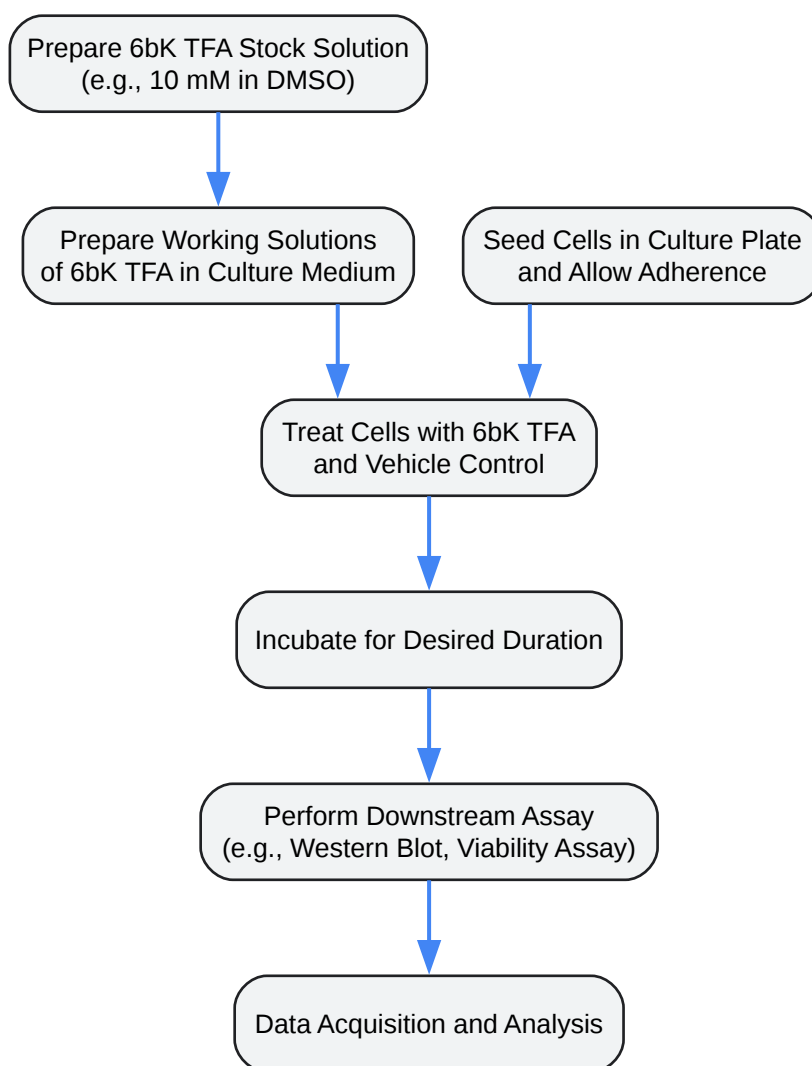 Prepare 6bK TFA Stock Solution
(e.g., 10 mM in DMSO)
Prepare Working Solutions
of 6bK TFA in Culture Medium
Seed Cells in Culture Plate
and Allow Adherence
Treat Cells with 6bK TFA
and Vehicle Control
Incubate for Desired Duration
Perform Downstream Assay
(e.g., Western Blot, Viability Assay)
Data Acquisition and Analysis